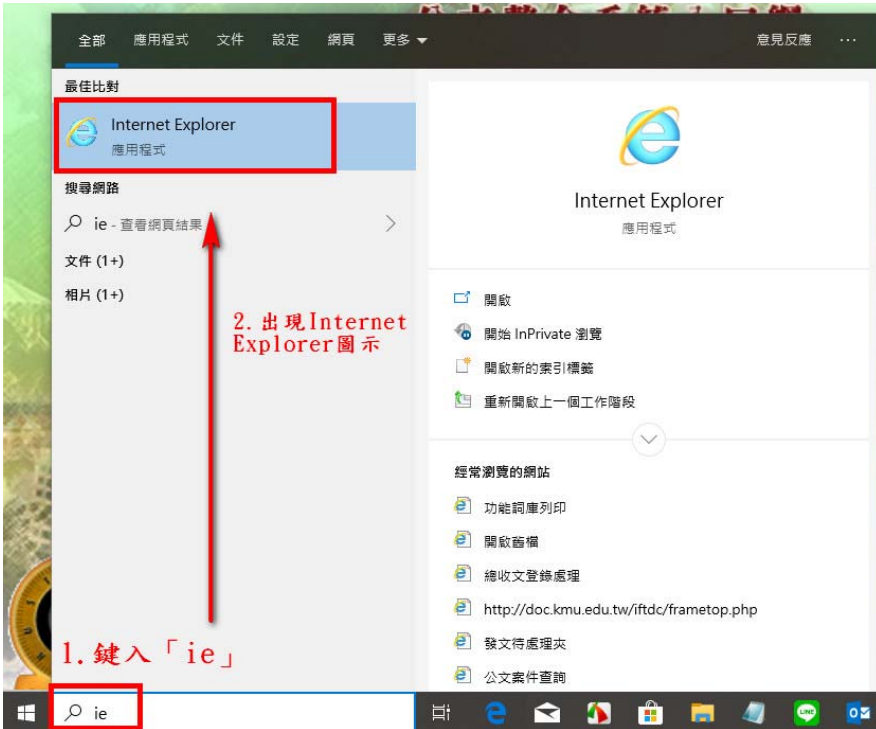 全部 應用程式 文件 設定 網頁 更多 意見反應 ...
最佳比對
Internet Explorer
應用程式
搜尋網路
ie - 查看網頁結果
文件 (1+)
相片 (1+)
2. 出現Internet
Explorer圖示
1. 鍵入「ie」
ie
Internet Explorer
應用程式
開啟
開始 InPrivate 瀏覽
開啟新的索引標籤
重新開啟上一個工作階段
經常瀏覽的網站
功能詞庫列印
開啟舊檔
總收文登錄處理
http://doc.kmu.edu.tw/iftdc/frametop.php
發文待處理夾
公文案件查詢
LINE